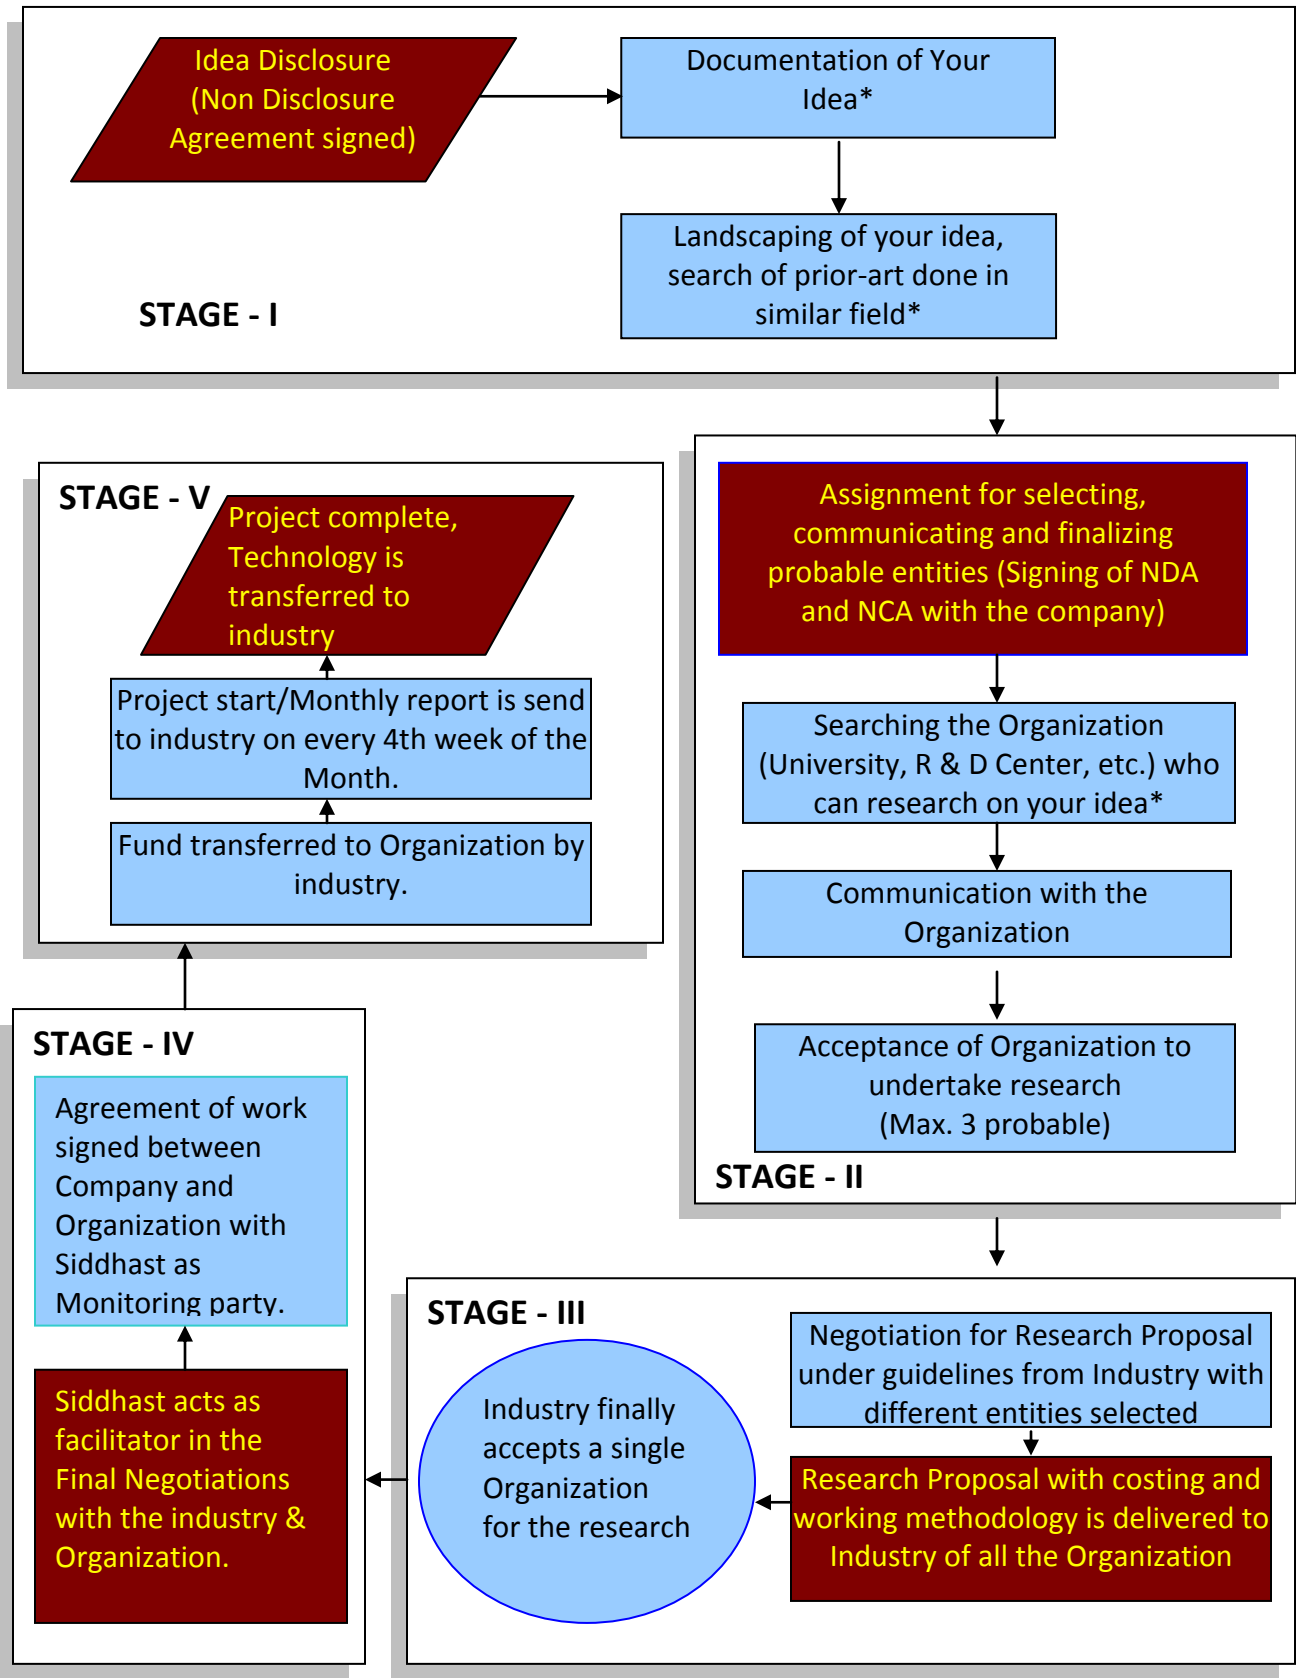 Idea Disclosure
(Non Disclosure
Agreement signed)
Documentation of Your
Idea*
Landscaping of your idea,
search of prior-art done in
similar field*
STAGE - I
Assignment for selecting,
communicating and finalizing
probable entities (Signing of NDA
and NCA with the company)
Searching the Organization
(University, R & D Center, etc.) who
can research on your idea*
Communication with the
Organization
Acceptance of Organization to
undertake research
(Max. 3 probable)
STAGE - II
STAGE - III
Negotiation for Research Proposal
under guidelines from Industry with
different entities selected
Research Proposal with costing and
working methodology is delivered to
Industry of all the Organization
Industry finally
accepts a single
Organization
for the research
STAGE - IV
Agreement of work
signed between
Company and
Organization with
Siddhast as
Monitoring party.
Siddhast acts as
facilitator in the
Final Negotiations
with the industry &
Organization.
STAGE - V
Project complete,
Technology is
transferred to
industry
Project start/Monthly report is send
to industry on every 4th week of the
Month.
Fund transferred to Organization by
industry.